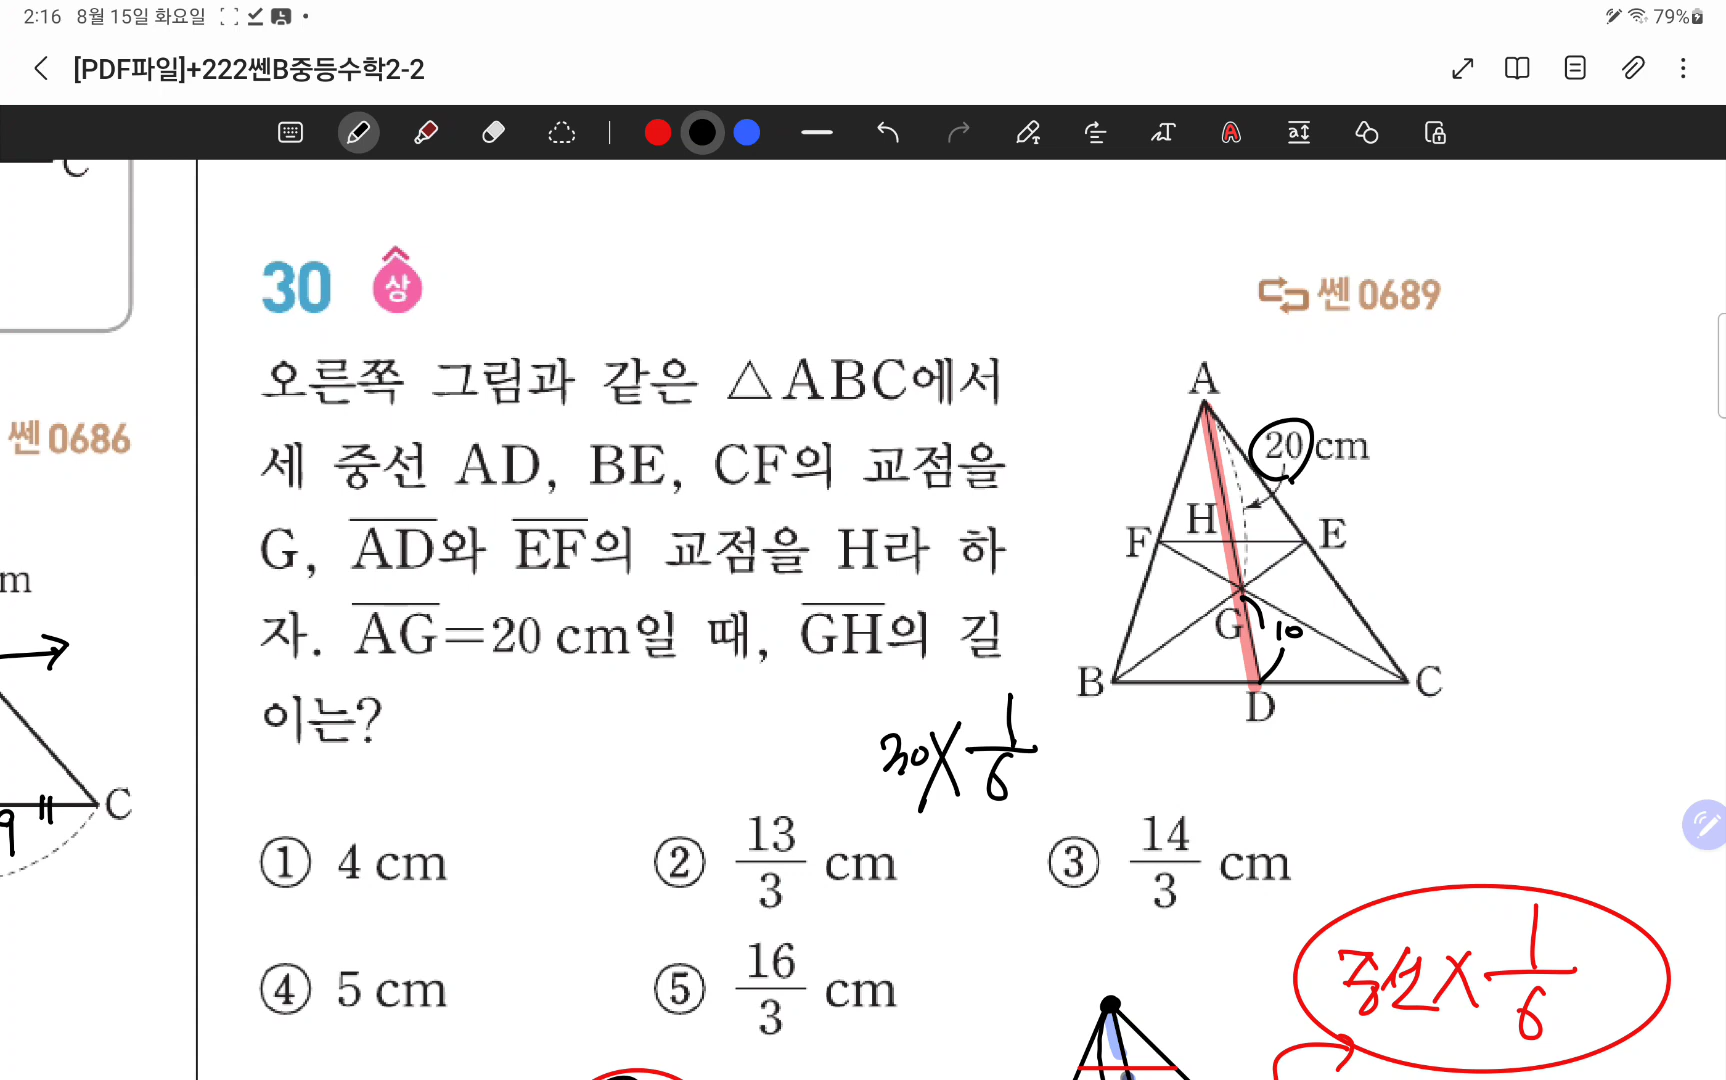 2:16 8월 15일 화요일
79%
[PDF파일]+222쎈B중등수학2-2
C
30 상
쎈 0689
쎈 0686
오른쪽 그림과 같은 △ABC에서
세 중선 AD, BE, CF의 교점을
G, AD와 EF의 교점을 H라 하
자. AG=20 cm일 때, GH의 길
이는?
A
20 cm
H
F
E
G
10
B
D
C
m
C
9
30×1/6
① 4 cm
② 13/3 cm
③ 14/3 cm
④ 5 cm
⑤ 16/3 cm
중선×1/6